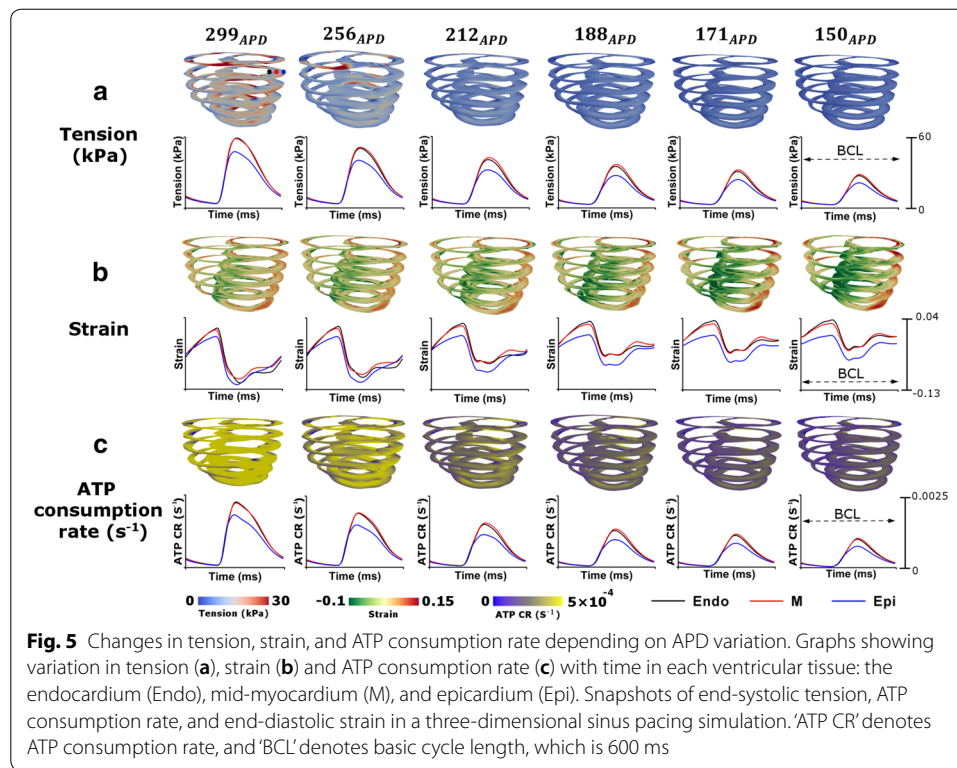 299APD 256APD 212APD 188APD 171APD 150APD
a
Tension
(kPa)
Tension (kPa) Tension (kPa) Tension (kPa) Tension (kPa) Tension (kPa) Tension (kPa)
BCL
60
0
Time (ms) Time (ms) Time (ms) Time (ms) Time (ms) Time (ms)
b
Strain
Strain Strain Strain Strain Strain Strain
0.04
BCL
-0.13
Time (ms) Time (ms) Time (ms) Time (ms) Time (ms) Time (ms)
c
ATP
consumption
rate (s-1)
ATP CR (S-1) ATP CR (S-1) ATP CR (S-1) ATP CR (S-1) ATP CR (S-1) ATP CR (S-1)
BCL
0.0025
0
Time (ms) Time (ms) Time (ms) Time (ms) Time (ms) Time (ms)
0 30 Tension (kPa)
-0.1 0.15 Strain
0 5×10-4 ATP CR (S-1)
Endo M Epi
Fig. 5 Changes in tension, strain, and ATP consumption rate depending on APD variation. Graphs showing
variation in tension (a), strain (b) and ATP consumption rate (c) with time in each ventricular tissue: the
endocardium (Endo), mid-myocardium (M), and epicardium (Epi). Snapshots of end-systolic tension, ATP
consumption rate, and end-diastolic strain in a three-dimensional sinus pacing simulation. 'ATP CR' denotes
ATP consumption rate, and 'BCL' denotes basic cycle length, which is 600 ms